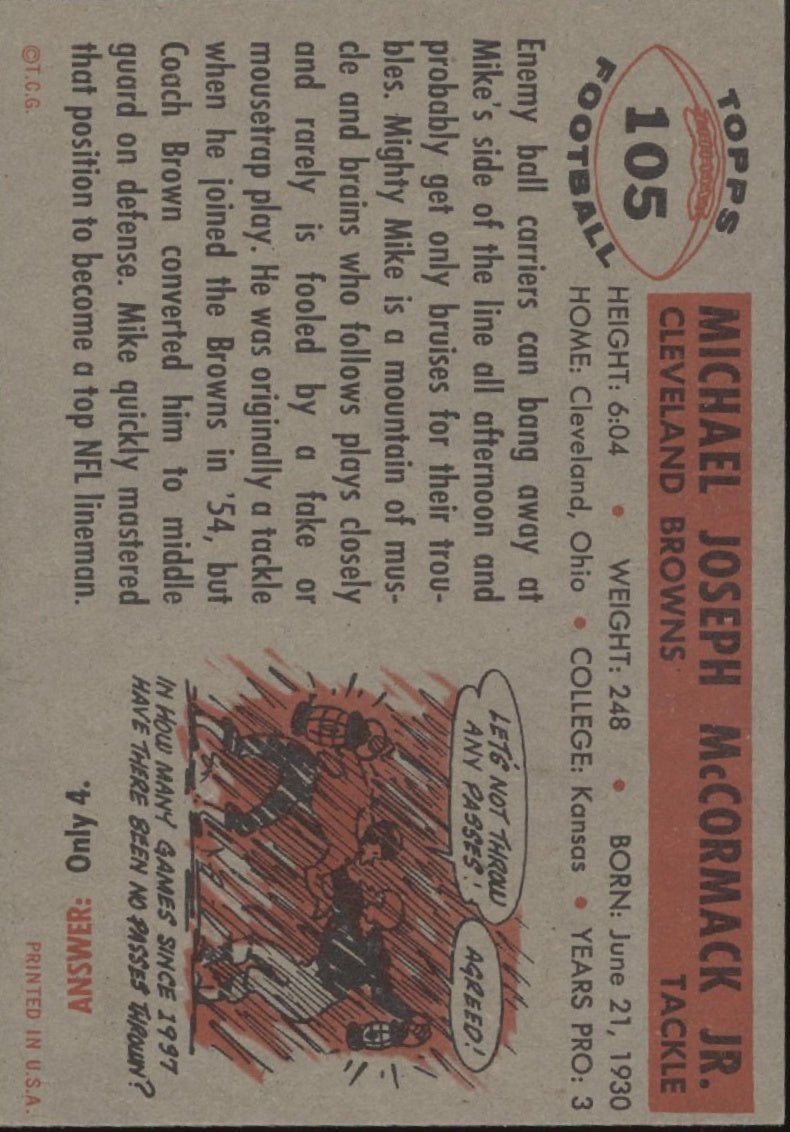 TOPPS
105
FOOTBALL
MICHAEL JOSEPH McCORMACK JR.
CLEVELAND BROWNS TACKLE
HEIGHT: 6:04 • WEIGHT: 248 • BORN: June 21, 1930
HOME: Cleveland, Ohio • COLLEGE: Kansas • YEARS PRO: 3
Enemy ball carriers can bang away at
Mike's side of the line all afternoon and
probably get only bruises for their trou-
bles. Mighty Mike is a mountain of mus-
cle and brains who follows plays closely
and rarely is fooled by a fake or
mousetrap play. He was originally a tackle
when he joined the Browns in '54, but
Coach Brown converted him to middle
guard on defense. Mike quickly mastered
that position to become a top NFL lineman.
LET'S NOT THROW
ANY PASSES!
AGREED!
IN HOW MANY GAMES SINCE 1937
HAVE THERE BEEN NO PASSES THROWN?
ANSWER: Only 4.
©T.C.G.
PRINTED IN U.S.A.